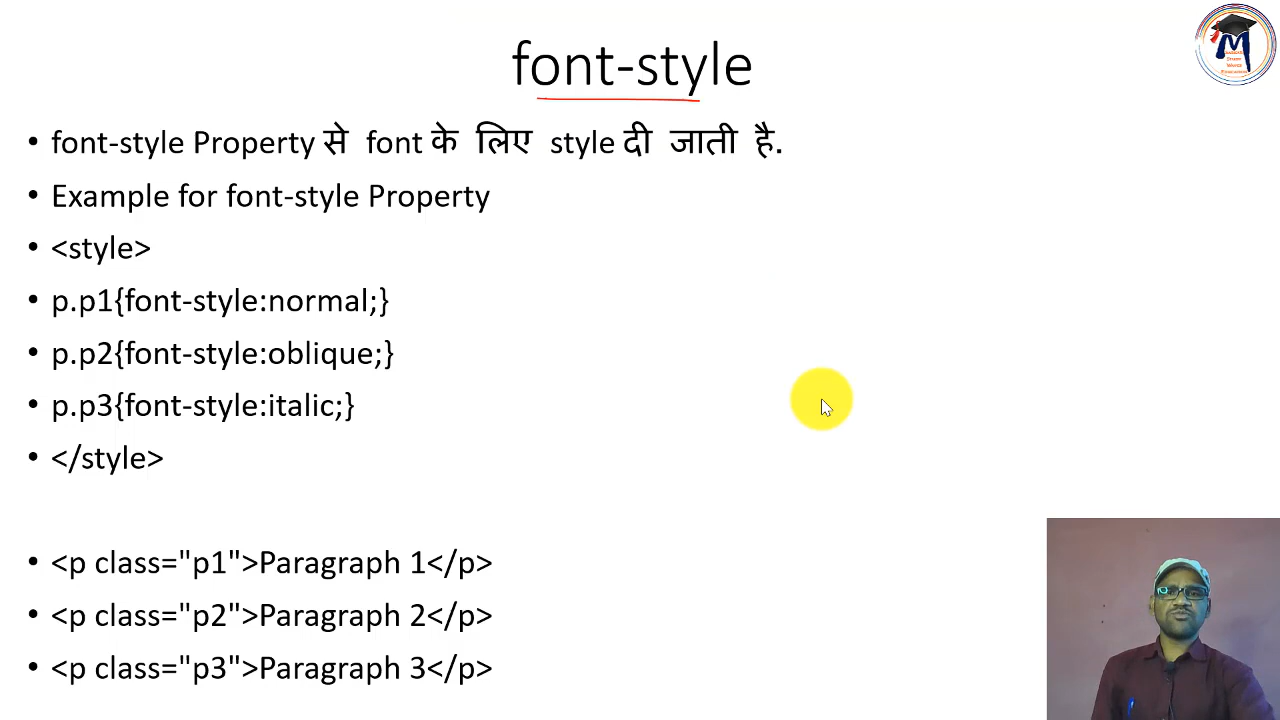 font-style
• font-style Property से font के लिए style दी जाती है.
• Example for font-style Property
• <style>
• p.p1{font-style:normal;}
• p.p2{font-style:oblique;}
• p.p3{font-style:italic;}
• </style>
• <p class="p1">Paragraph 1</p>
• <p class="p2">Paragraph 2</p>
• <p class="p3">Paragraph 3</p>